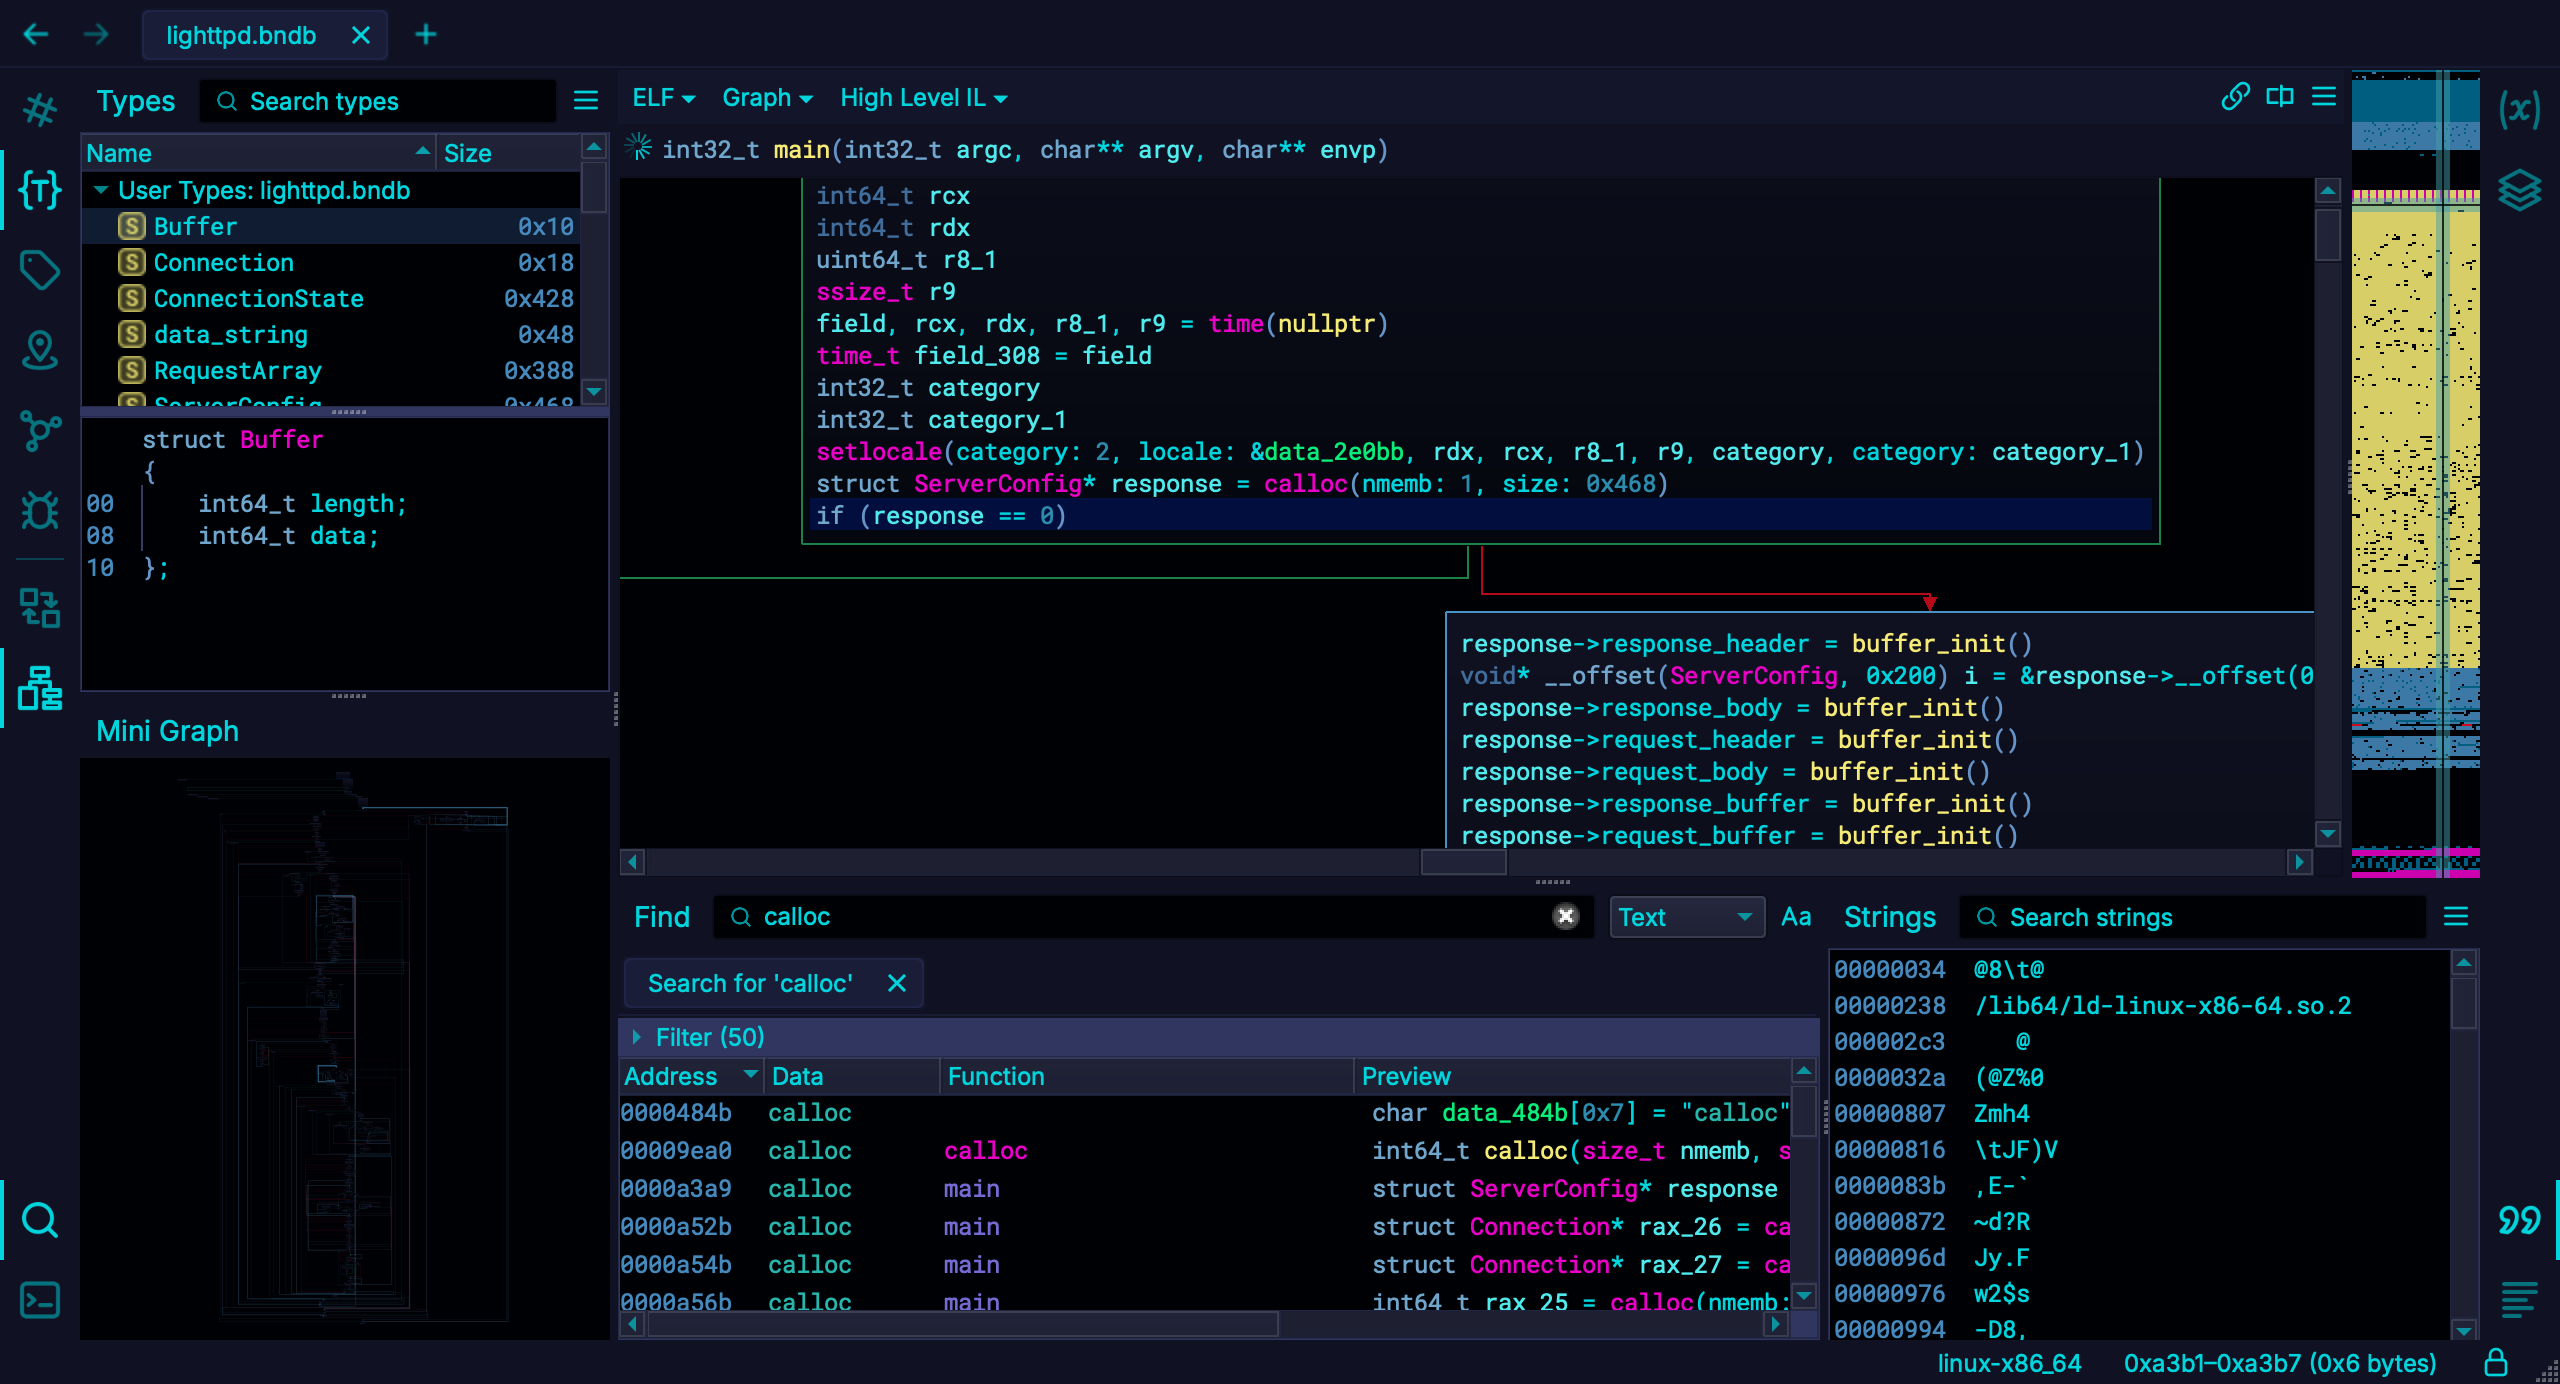 lighttpd.bndb
Types
Search types
Name Size
User Types: lighttpd.bndb
S Buffer 0x10
S Connection 0x18
S ConnectionState 0x428
S data_string 0x48
S RequestArray 0x388
S ServerConfig 0x468
struct Buffer
{
00 int64_t length;
08 int64_t data;
10 };
Mini Graph
ELF Graph High Level IL
int32_t main(int32_t argc, char** argv, char** envp)
int64_t rcx
int64_t rdx
uint64_t r8_1
ssize_t r9
field, rcx, rdx, r8_1, r9 = time(nullptr)
time_t field_308 = field
int32_t category
int32_t category_1
setlocale(category: 2, locale: &data_2e0bb, rdx, rcx, r8_1, r9, category, category: category_1)
struct ServerConfig* response = calloc(nmemb: 1, size: 0x468)
if (response == 0)
response->response_header = buffer_init()
void* __offset(ServerConfig, 0x200) i = &response->__offset(0
response->response_body = buffer_init()
response->request_header = buffer_init()
response->request_body = buffer_init()
response->response_buffer = buffer_init()
response->request_buffer = buffer_init()
Find
calloc
Text
Aa
Search for 'calloc'
Filter (50)
Address Data Function Preview
0000484b calloc char data_484b[0x7] = "calloc"
00009ea0 calloc calloc int64_t calloc(size_t nmemb, s
0000a3a9 calloc main struct ServerConfig* response
0000a52b calloc main struct Connection* rax_26 = ca
0000a54b calloc main struct Connection* rax_27 = ca
0000a56b calloc main int64_t rax_25 = calloc(nmemb:
Strings
Search strings
00000034 @8\t@
00000238 /lib64/ld-linux-x86-64.so.2
000002c3 @
0000032a (@Z%0
00000807 Zmh4
00000816 \tJF)V
0000083b ,E-`
00000872 ~d?R
0000096d Jy.F
00000976 w2$s
00000994 -D8,
linux-x86_64 0xa3b1–0xa3b7 (0x6 bytes)